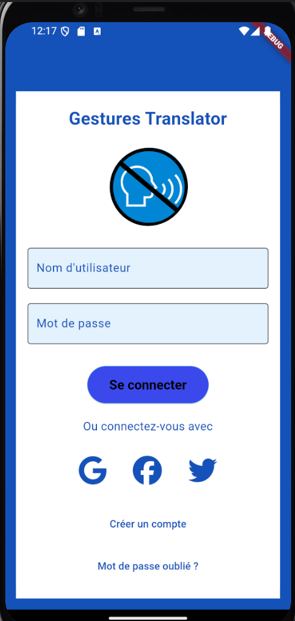 12:17
DEBUG
Gestures Translator
Nom d'utilisateur
Mot de passe
Se connecter
Ou connectez-vous avec
Créer un compte
Mot de passe oublié ?